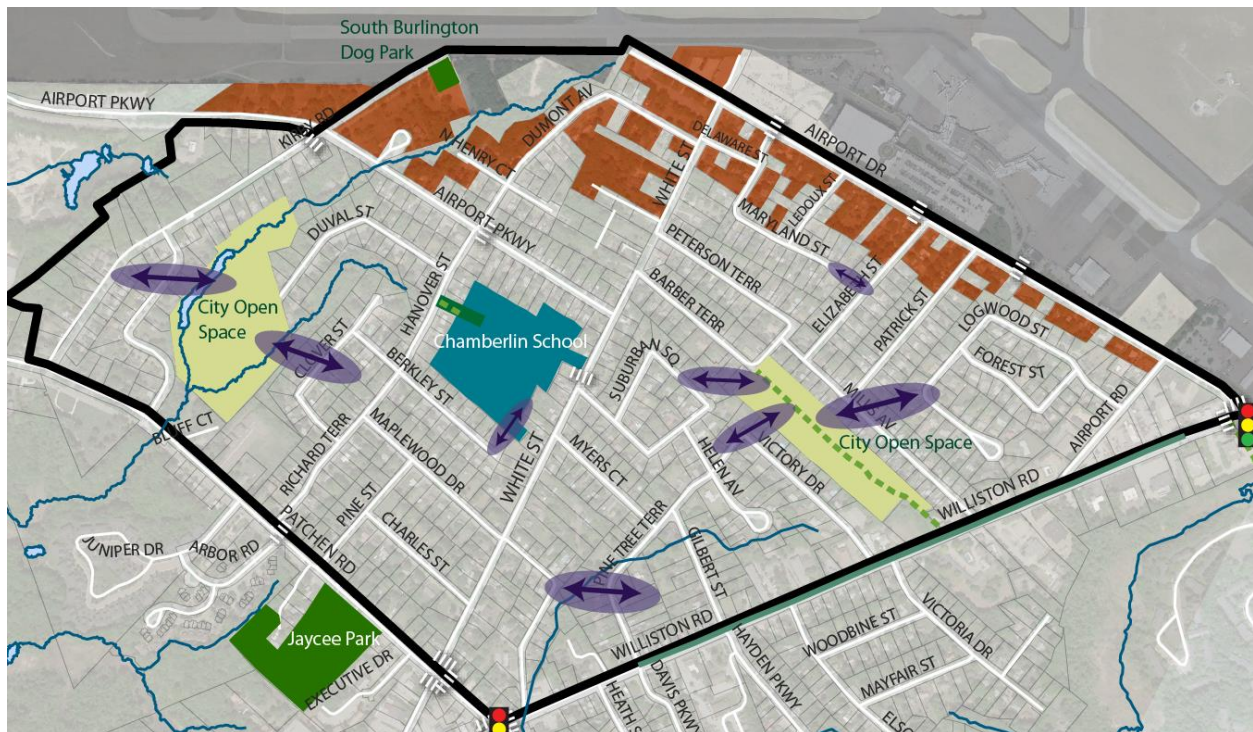 South Burlington
Dog Park
AIRPORT PKWY
KIRBY RD
N HENRY CT
DUMONT AV
DELAWARE ST
AIRPORT DR
WHITE ST
LEDOUX ST
MARYLAND ST
DUVAL ST
AIRPORT PKWY
PETERSON TERR
ELIZABETH ST
BARBER TERR
PATRICK ST
LOGWOOD ST
HANOVER ST
City Open
Space
Chamberlin School
CLOVER ST
SUBURBAN SQ
FOREST ST
BERKLEY ST
MILLS AV
AIRPORT RD
BLUFF CT
MAPLEWOOD DR
City Open Space
RICHARD TERR
WHITE ST
MYERS CT
HELEN AV
VICTORY DR
PINE ST
WILLISTON RD
PATCHEN RD
CHARLES ST
JUNIPER DR
ARBOR RD
PINE TREE TERR
GILBERT ST
Jaycee Park
WILLISTON RD
WOODBINE ST
VICTORIA DR
EXECUTIVE DR
HAYDEN PKWY
MAYFAIR ST
DAVIS PKWY
HEATH S
ELSO